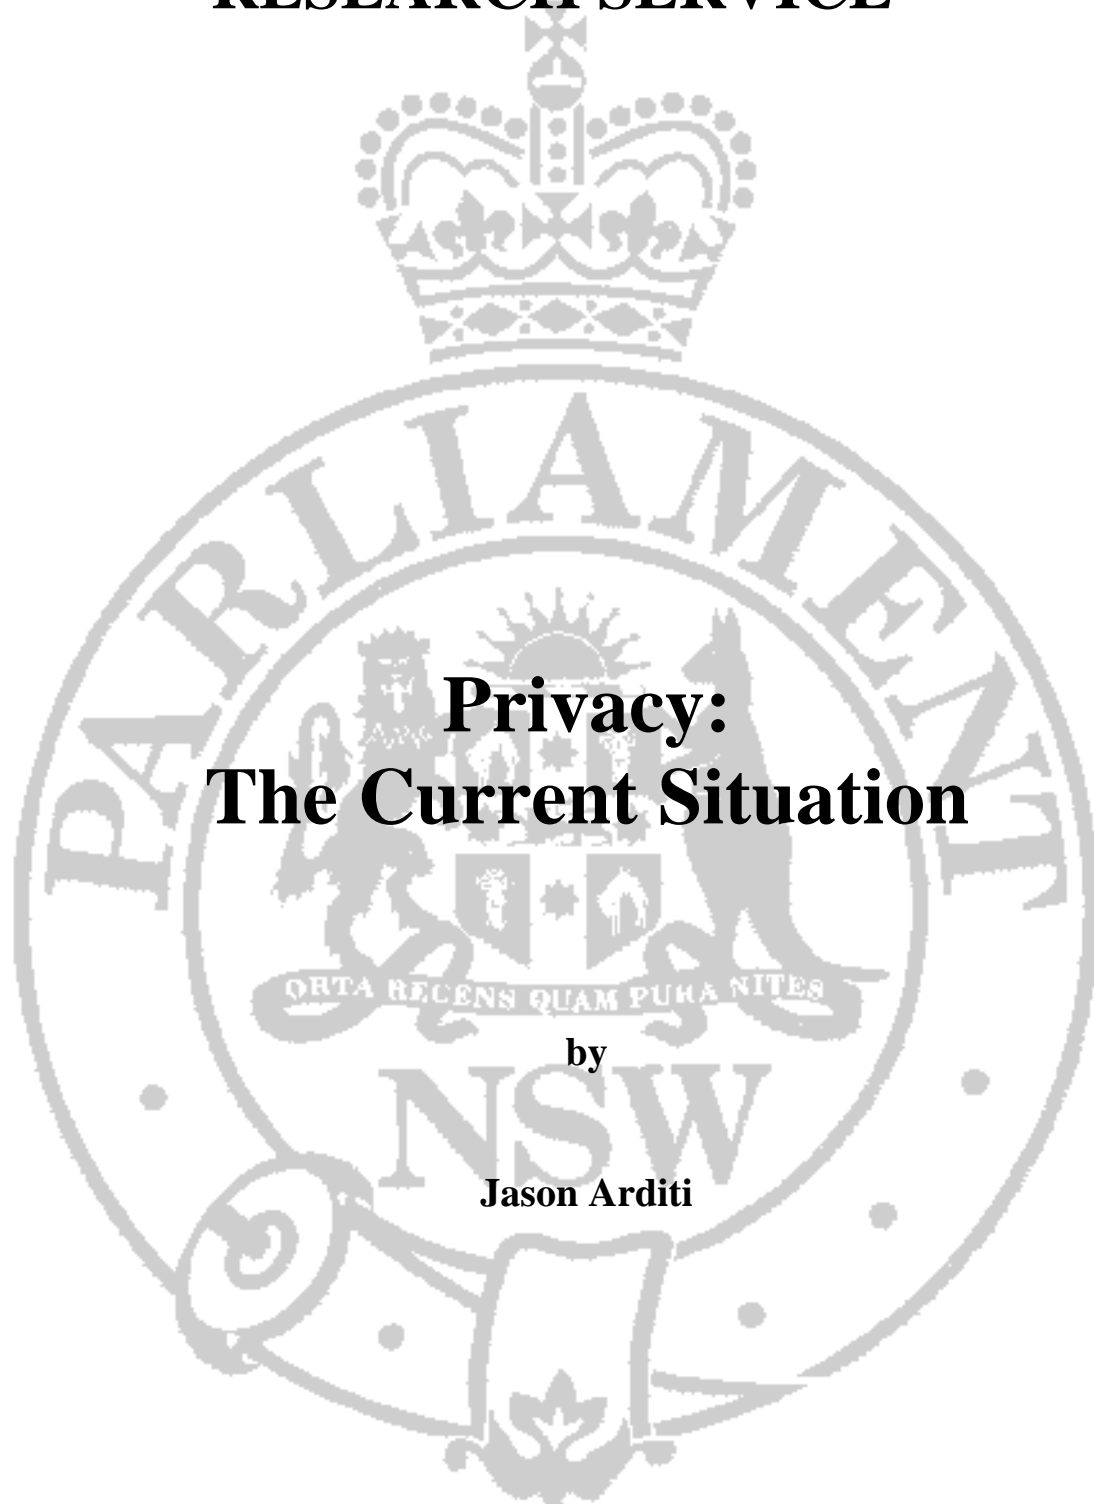 RESEARCH SERVICE
PARLIAMENT
Privacy:
The Current Situation
ORTA RECENS QUAM PURA NITES
by
NSW
Jason Arditi